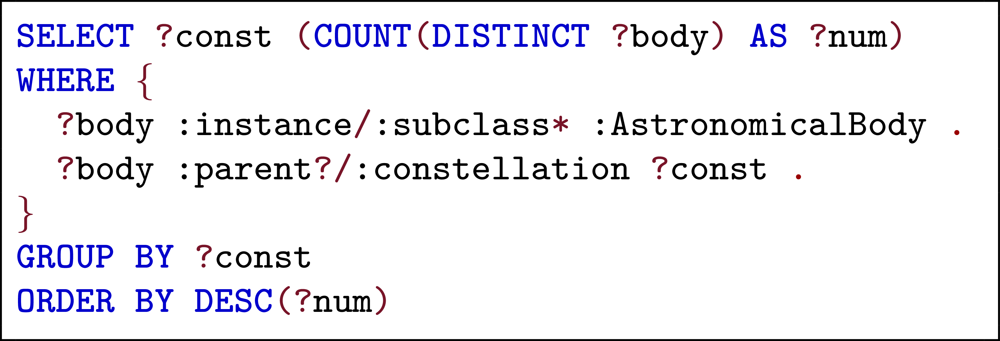 SELECT ?const (COUNT(DISTINCT ?body) AS ?num)
WHERE {
  ?body :instance/:subclass* :AstronomicalBody .
  ?body :parent?/:constellation ?const .
}
GROUP BY ?const
ORDER BY DESC(?num)